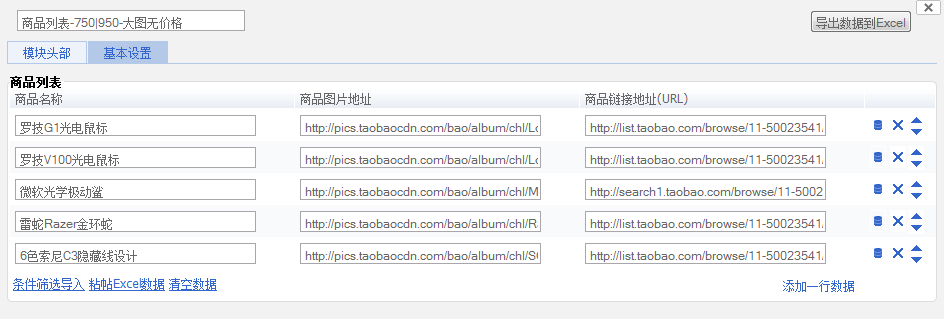 商品列表-750|950-大图无价格
导出数据到Excel
模块头部 基本设置
商品列表
商品名称 商品图片地址 商品链接地址(URL)
罗技G1光电鼠标 http://pics.taobaocdn.com/bao/album/chl/Lo http://list.taobao.com/browse/11-50023541.
罗技V100光电鼠标 http://pics.taobaocdn.com/bao/album/chl/Lo http://list.taobao.com/browse/11-50023541.
微软光学极动鲨 http://pics.taobaocdn.com/bao/album/chl/M http://search1.taobao.com/browse/11-5002
雷蛇Razer金环蛇 http://pics.taobaocdn.com/bao/album/chl/R http://list.taobao.com/browse/11-50023541.
6色索尼C3隐藏线设计 http://pics.taobaocdn.com/bao/album/chl/S http://list.taobao.com/browse/11-50023541.
条件筛选导入 粘帖Excel数据 清空数据 添加一行数据